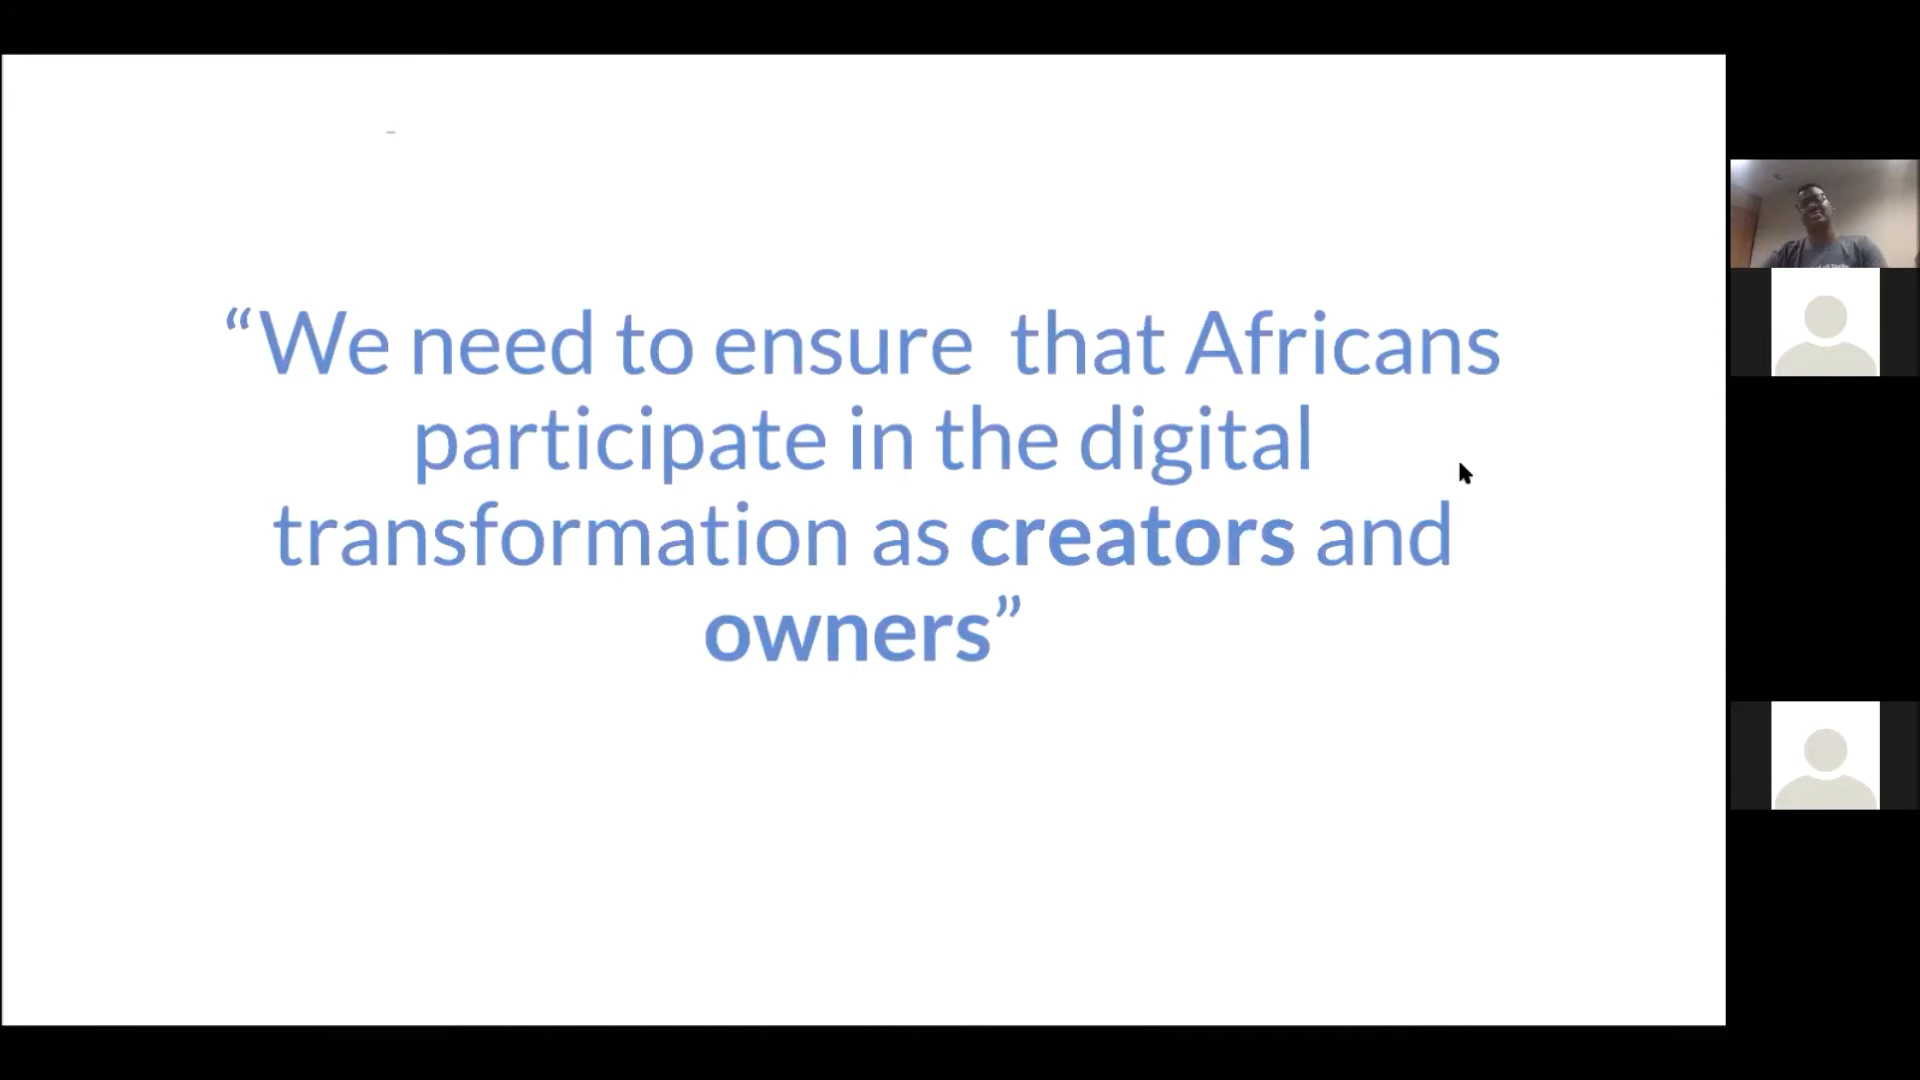 “We need to ensure  that Africans
participate in the digital
transformation as creators and
owners”